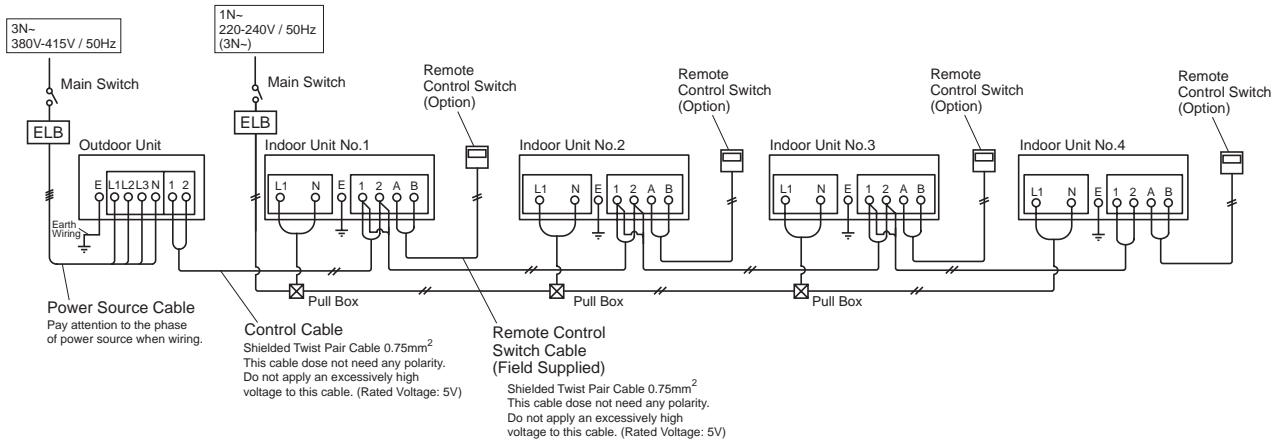 3N~
380V-415V / 50Hz
1N~
220-240V / 50Hz
(3N~)
Main Switch
Main Switch
ELB
ELB
Remote
Control Switch
(Option)
Remote
Control Switch
(Option)
Remote
Control Switch
(Option)
Remote
Control Switch
(Option)
Outdoor Unit
E L1 L2 L3 N 1 2
Earth
Wiring
Indoor Unit No.1
L1 N E 1 2 A B
Indoor Unit No.2
L1 N E 1 2 A B
Indoor Unit No.3
L1 N E 1 2 A B
Indoor Unit No.4
L1 N E 1 2 A B
Pull Box
Pull Box
Pull Box
Power Source Cable
Pay attention to the phase
of power source when wiring.
Control Cable
Shielded Twist Pair Cable 0.75mm²
This cable dose not need any polarity.
Do not apply an excessively high
voltage to this cable. (Rated Voltage: 5V)
Remote Control
Switch Cable
(Field Supplied)
Shielded Twist Pair Cable 0.75mm²
This cable dose not need any polarity.
Do not apply an excessively high
voltage to this cable. (Rated Voltage: 5V)